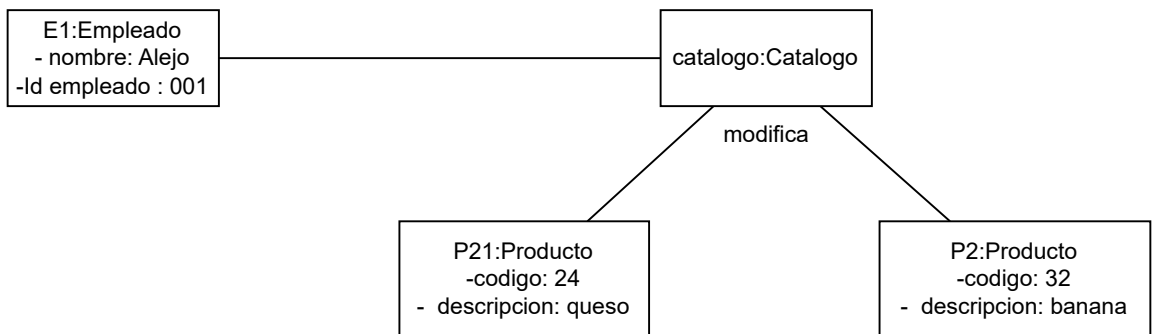 E1:Empleado
- nombre: Alejo
-Id empleado : 001
catalogo:Catalogo
modifica
P21:Producto
-codigo: 24
- descripcion: queso
P2:Producto
-codigo: 32
- descripcion: banana